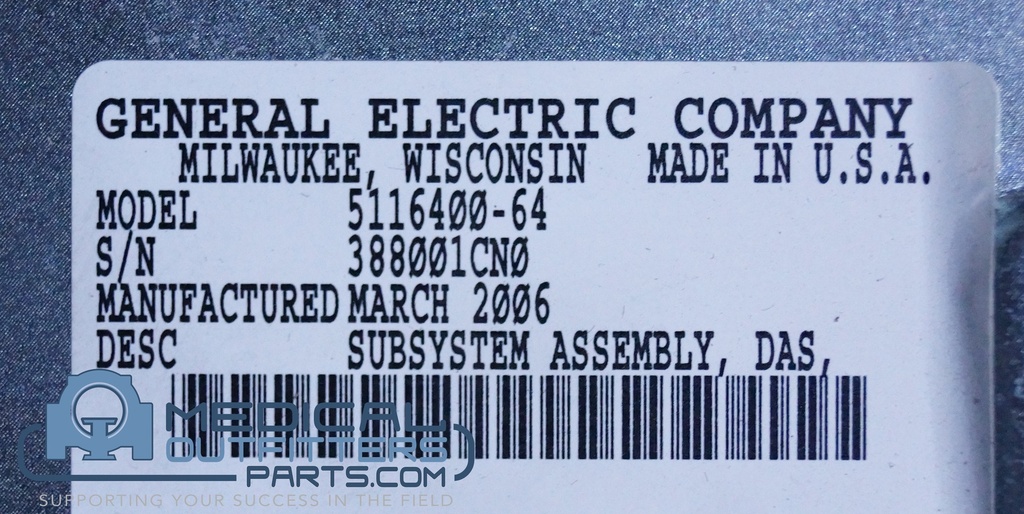 GENERAL ELECTRIC COMPANY
MILWAUKEE, WISCONSIN MADE IN U.S.A.
MODEL 5116400-64
S/N 388001CN0
MANUFACTURED MARCH 2006
DESC SUBSYSTEM ASSEMBLY, DAS,
MEDICAL
OUTFITTERS
PARTS.COM
SUPPORTING YOUR SUCCESS IN THE FIELD